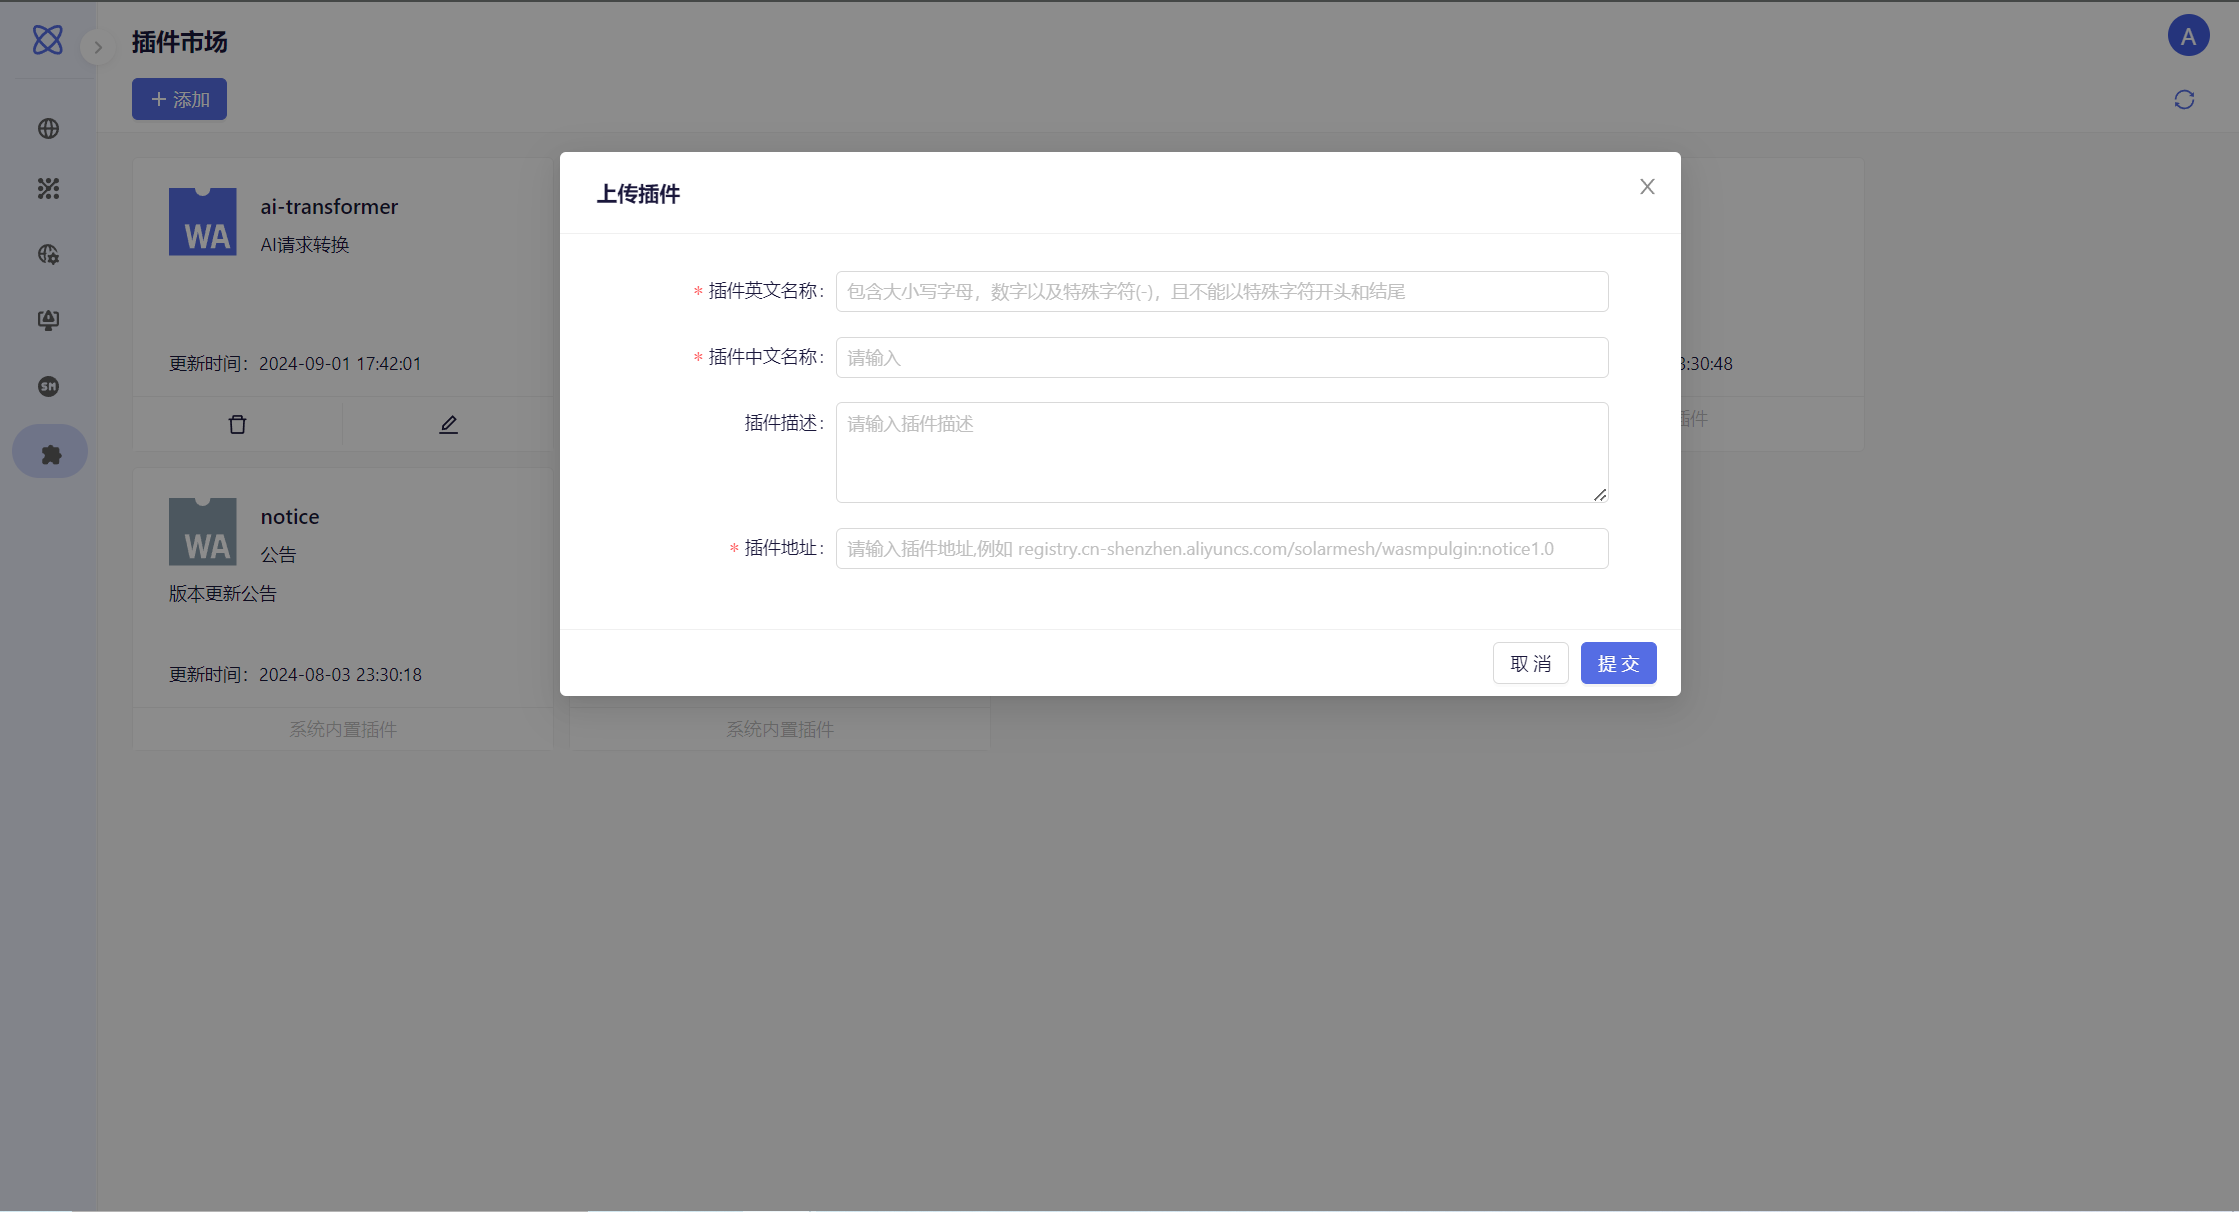 插件市场
A
添加
WA
ai-transformer
AI请求转换
更新时间：2024-09-01 17:42:01
SM
WA
notice
公告
版本更新公告
更新时间：2024-08-03 23:30:18
系统内置插件
系统内置插件
3:30:48
插件
上传插件
* 插件英文名称：
包含大小写字母，数字以及特殊字符(-)，且不能以特殊字符开头和结尾
* 插件中文名称：
请输入
插件描述：
请输入插件描述
* 插件地址：
请输入插件地址,例如 registry.cn-shenzhen.aliyuncs.com/solarmesh/wasmpulgin:notice1.0
取 消
提 交